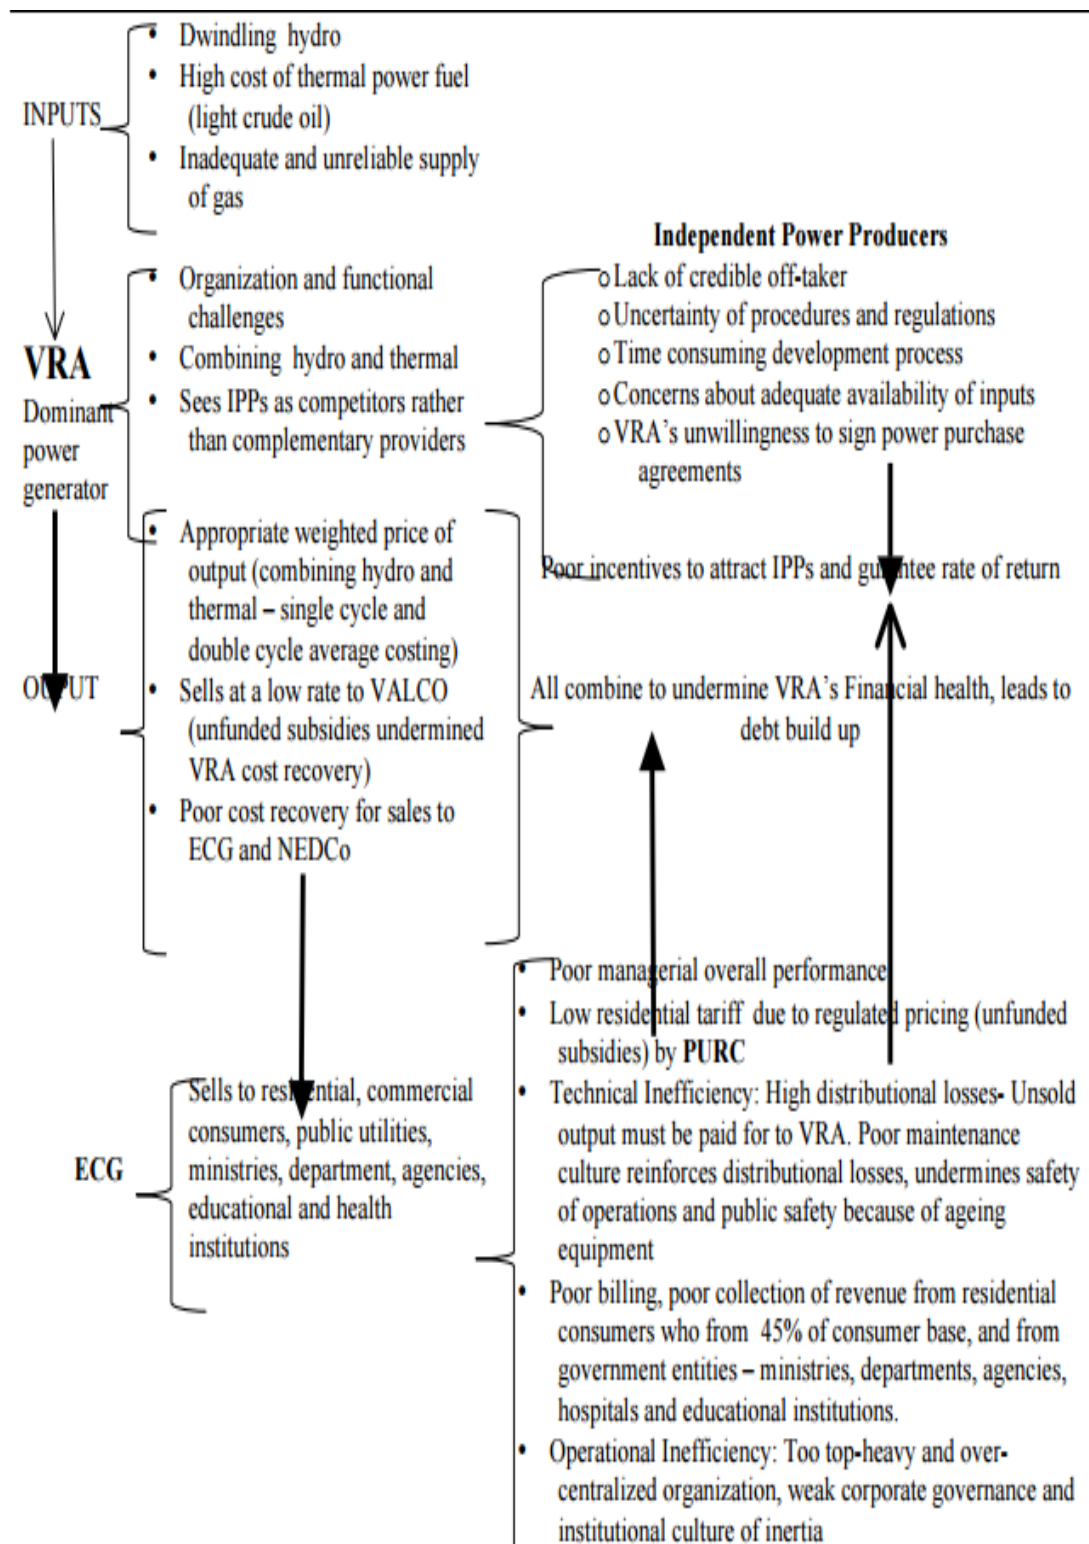 • Dwindling hydro
• High cost of thermal power fuel
(light crude oil)
INPUTS
• Inadequate and unreliable supply
of gas
VRA
Dominant
power
generator
• Organization and functional
challenges
• Combining hydro and thermal
• Sees IPPs as competitors rather
than complementary providers
Independent Power Producers
o Lack of credible off-taker
o Uncertainty of procedures and regulations
o Time consuming development process
o Concerns about adequate availability of inputs
o VRA's unwillingness to sign power purchase
agreements
Poor incentives to attract IPPs and guarantee rate of return
OUTPUT
• Appropriate weighted price of
output (combining hydro and
thermal – single cycle and
double cycle average costing)
• Sells at a low rate to VALCO
(unfunded subsidies undermined
VRA cost recovery)
• Poor cost recovery for sales to
ECG and NEDCo
All combine to undermine VRA's Financial health, leads to
debt build up
ECG
Sells to residential, commercial
consumers, public utilities,
ministries, department, agencies,
educational and health
institutions
• Poor managerial overall performance
• Low residential tariff due to regulated pricing (unfunded
subsidies) by PURC
• Technical Inefficiency: High distributional losses- Unsold
output must be paid for to VRA. Poor maintenance
culture reinforces distributional losses, undermines safety
of operations and public safety because of ageing
equipment
• Poor billing, poor collection of revenue from residential
consumers who from 45% of consumer base, and from
government entities – ministries, departments, agencies,
hospitals and educational institutions.
• Operational Inefficiency: Too top-heavy and over-
centralized organization, weak corporate governance and
institutional culture of inertia